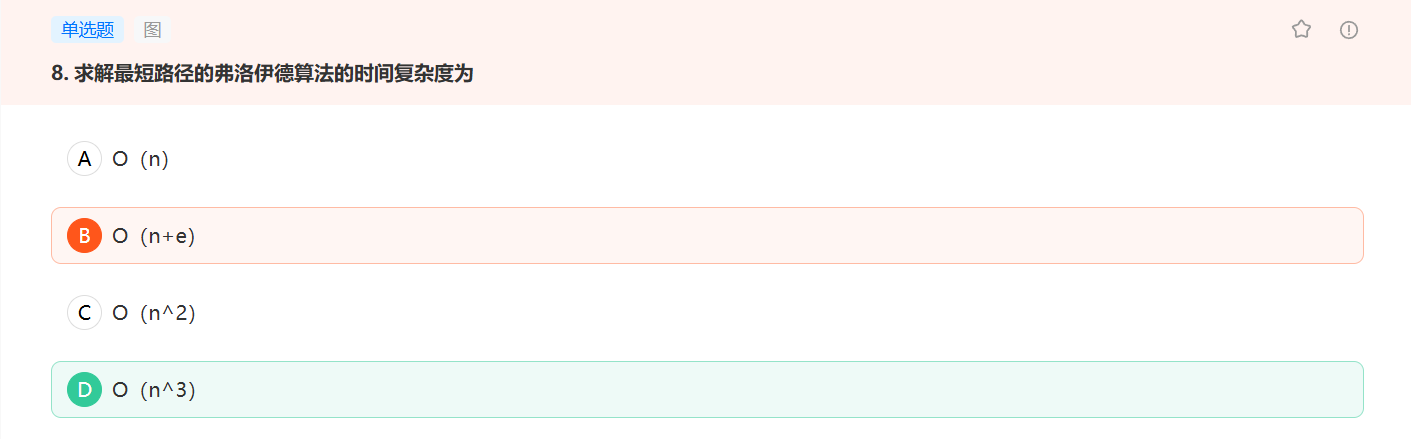 单选题 图
8. 求解最短路径的弗洛伊德算法的时间复杂度为
A O（n）
B O（n+e）
C O（n^2）
D O（n^3）